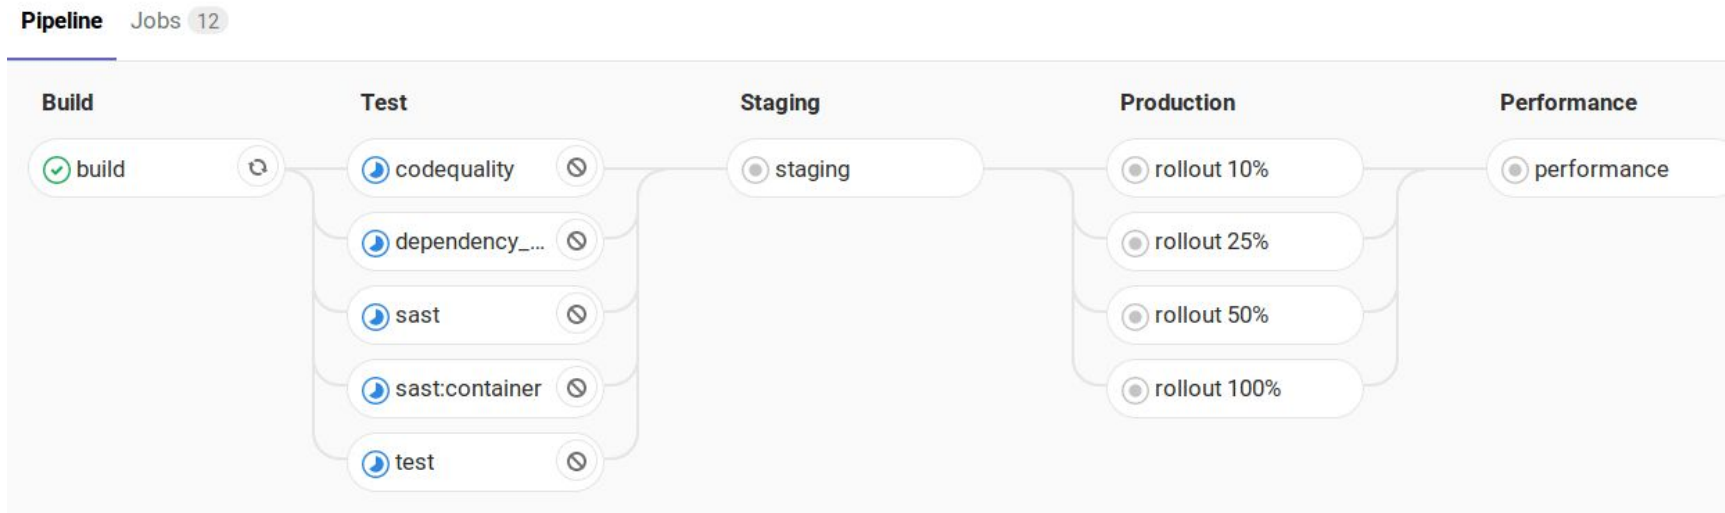 Pipeline Jobs 12
Build Test Staging Production Performance
build codequality staging rollout 10% performance
dependency_... rollout 25%
sast rollout 50%
sast:container rollout 100%
test